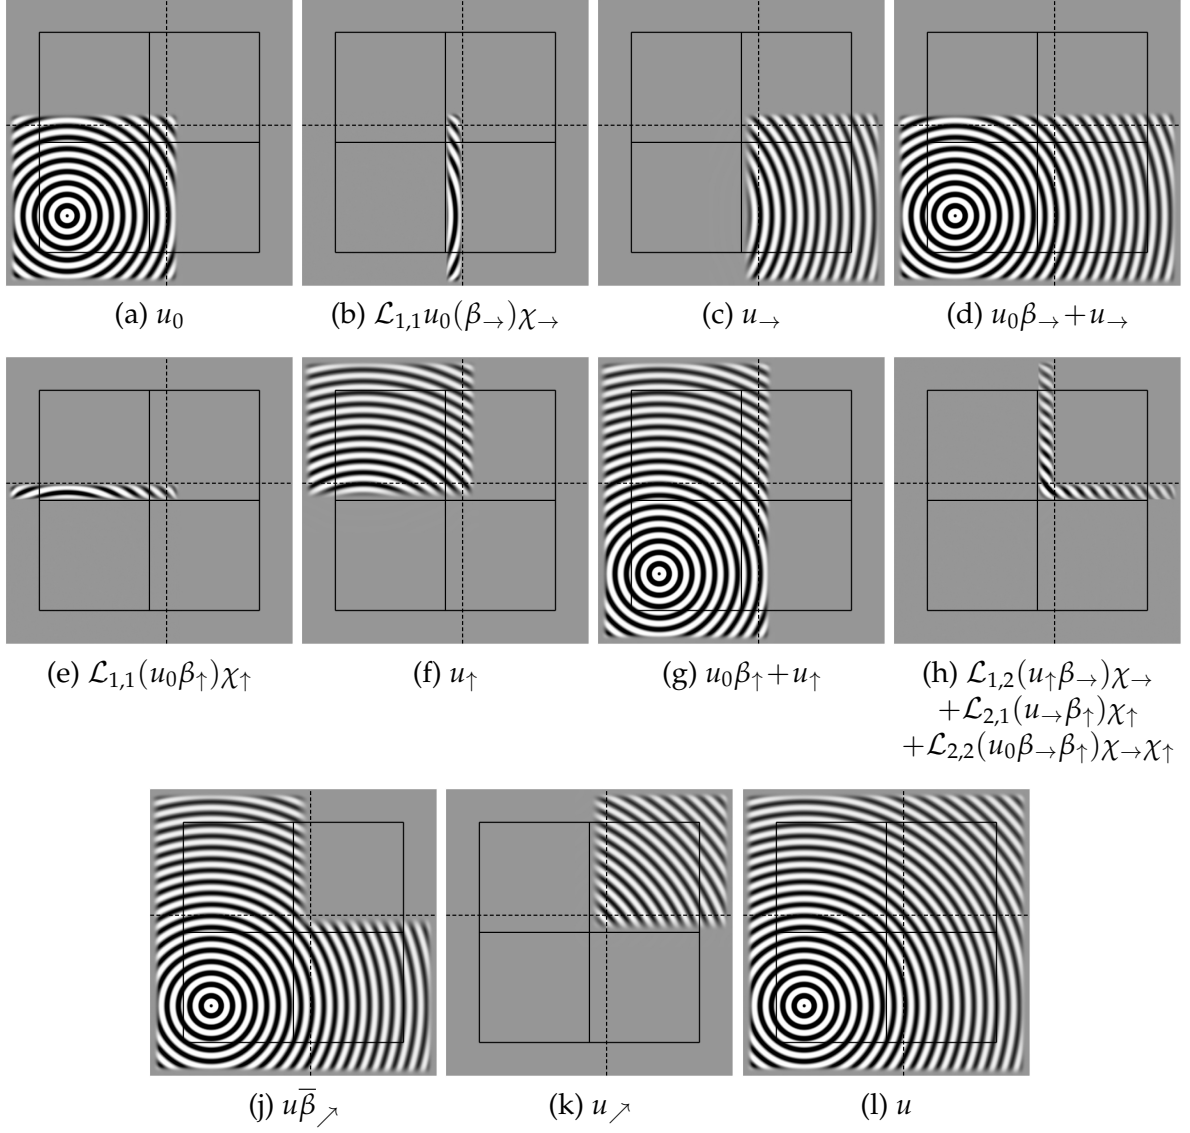 (a) u₀
(b) ℒ₁,₁u₀(β→)χ→
(c) u→
(d) u₀β→+u→
(e) ℒ₁,₁(u₀β↑)χ↑
(f) u↑
(g) u₀β↑+u↑
(h) ℒ₁,₂(u↑β→)χ→
+ℒ₂,₁(u→β↑)χ↑
+ℒ₂,₂(u₀β→β↑)χ→χ↑
(j) uβ̅↗
(k) u↗
(l) u